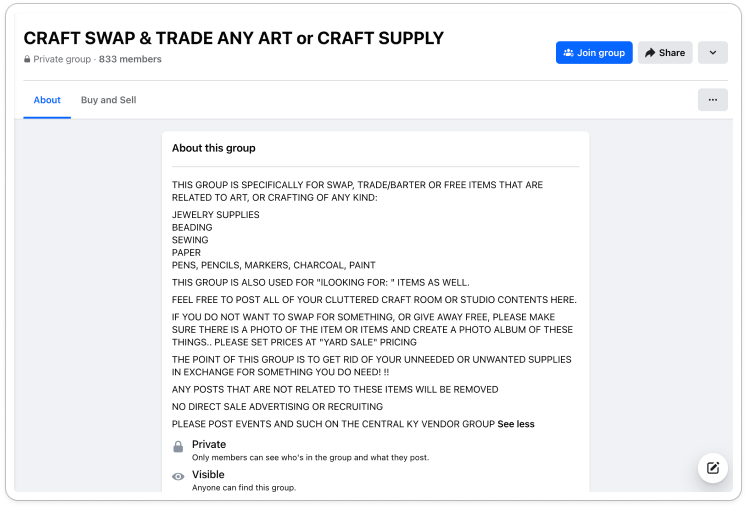 CRAFT SWAP & TRADE ANY ART or CRAFT SUPPLY
Private group · 833 members
Join group
Share
About
Buy and Sell
About this group
THIS GROUP IS SPECIFICALLY FOR SWAP, TRADE/BARTER OR FREE ITEMS THAT ARE
RELATED TO ART, OR CRAFTING OF ANY KIND:
JEWELRY SUPPLIES
BEADING
SEWING
PAPER
PENS, PENCILS, MARKERS, CHARCOAL, PAINT
THIS GROUP IS ALSO USED FOR "ILOOKING FOR: " ITEMS AS WELL.
FEEL FREE TO POST ALL OF YOUR CLUTTERED CRAFT ROOM OR STUDIO CONTENTS HERE.
IF YOU DO NOT WANT TO SWAP FOR SOMETHING, OR GIVE AWAY FREE, PLEASE MAKE
SURE THERE IS A PHOTO OF THE ITEM OR ITEMS AND CREATE A PHOTO ALBUM OF THESE
THINGS.. PLEASE SET PRICES AT "YARD SALE" PRICING
THE POINT OF THIS GROUP IS TO GET RID OF YOUR UNNEEDED OR UNWANTED SUPPLIES
IN EXCHANGE FOR SOMETHING YOU DO NEED! !!
ANY POSTS THAT ARE NOT RELATED TO THESE ITEMS WILL BE REMOVED
NO DIRECT SALE ADVERTISING OR RECRUITING
PLEASE POST EVENTS AND SUCH ON THE CENTRAL KY VENDOR GROUP See less
Private
Only members can see who's in the group and what they post.
Visible
Anyone can find this group.